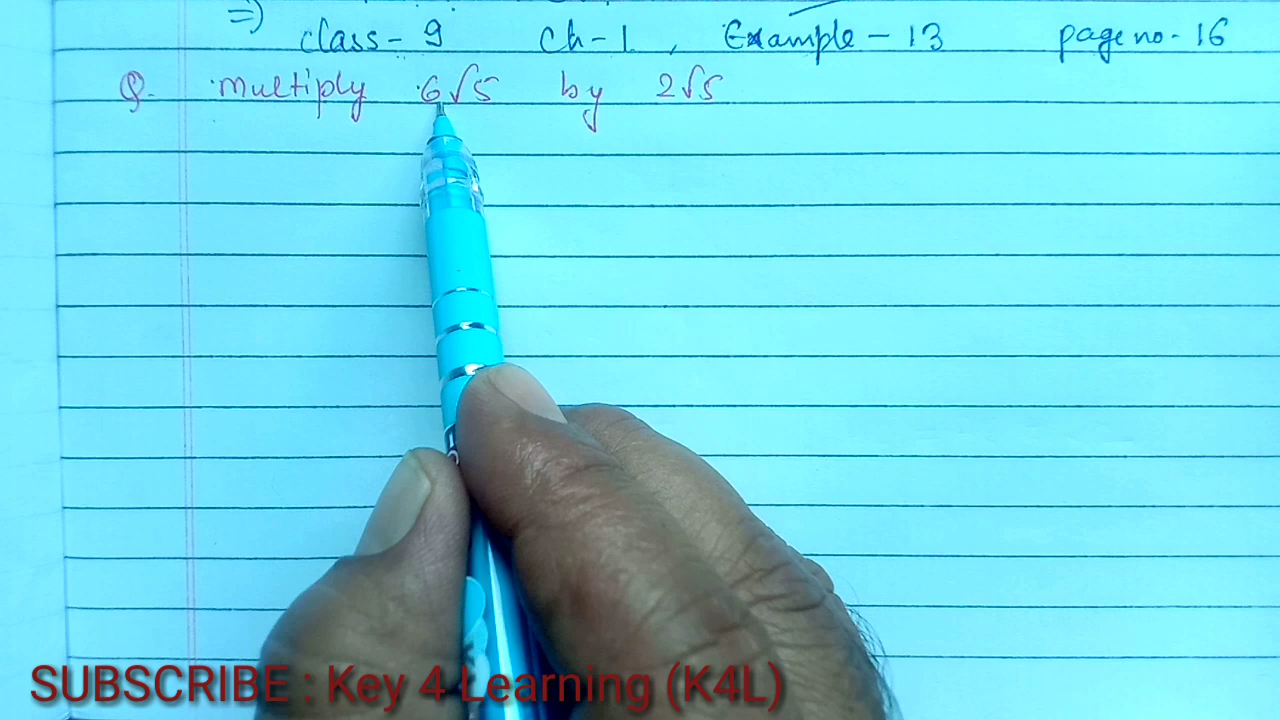 => class - 9 Ch - 1 , Example - 13 page no - 16
Q. multiply 6√5 by 2√5
SUBSCRIBE : Key 4 Learning (K4L)